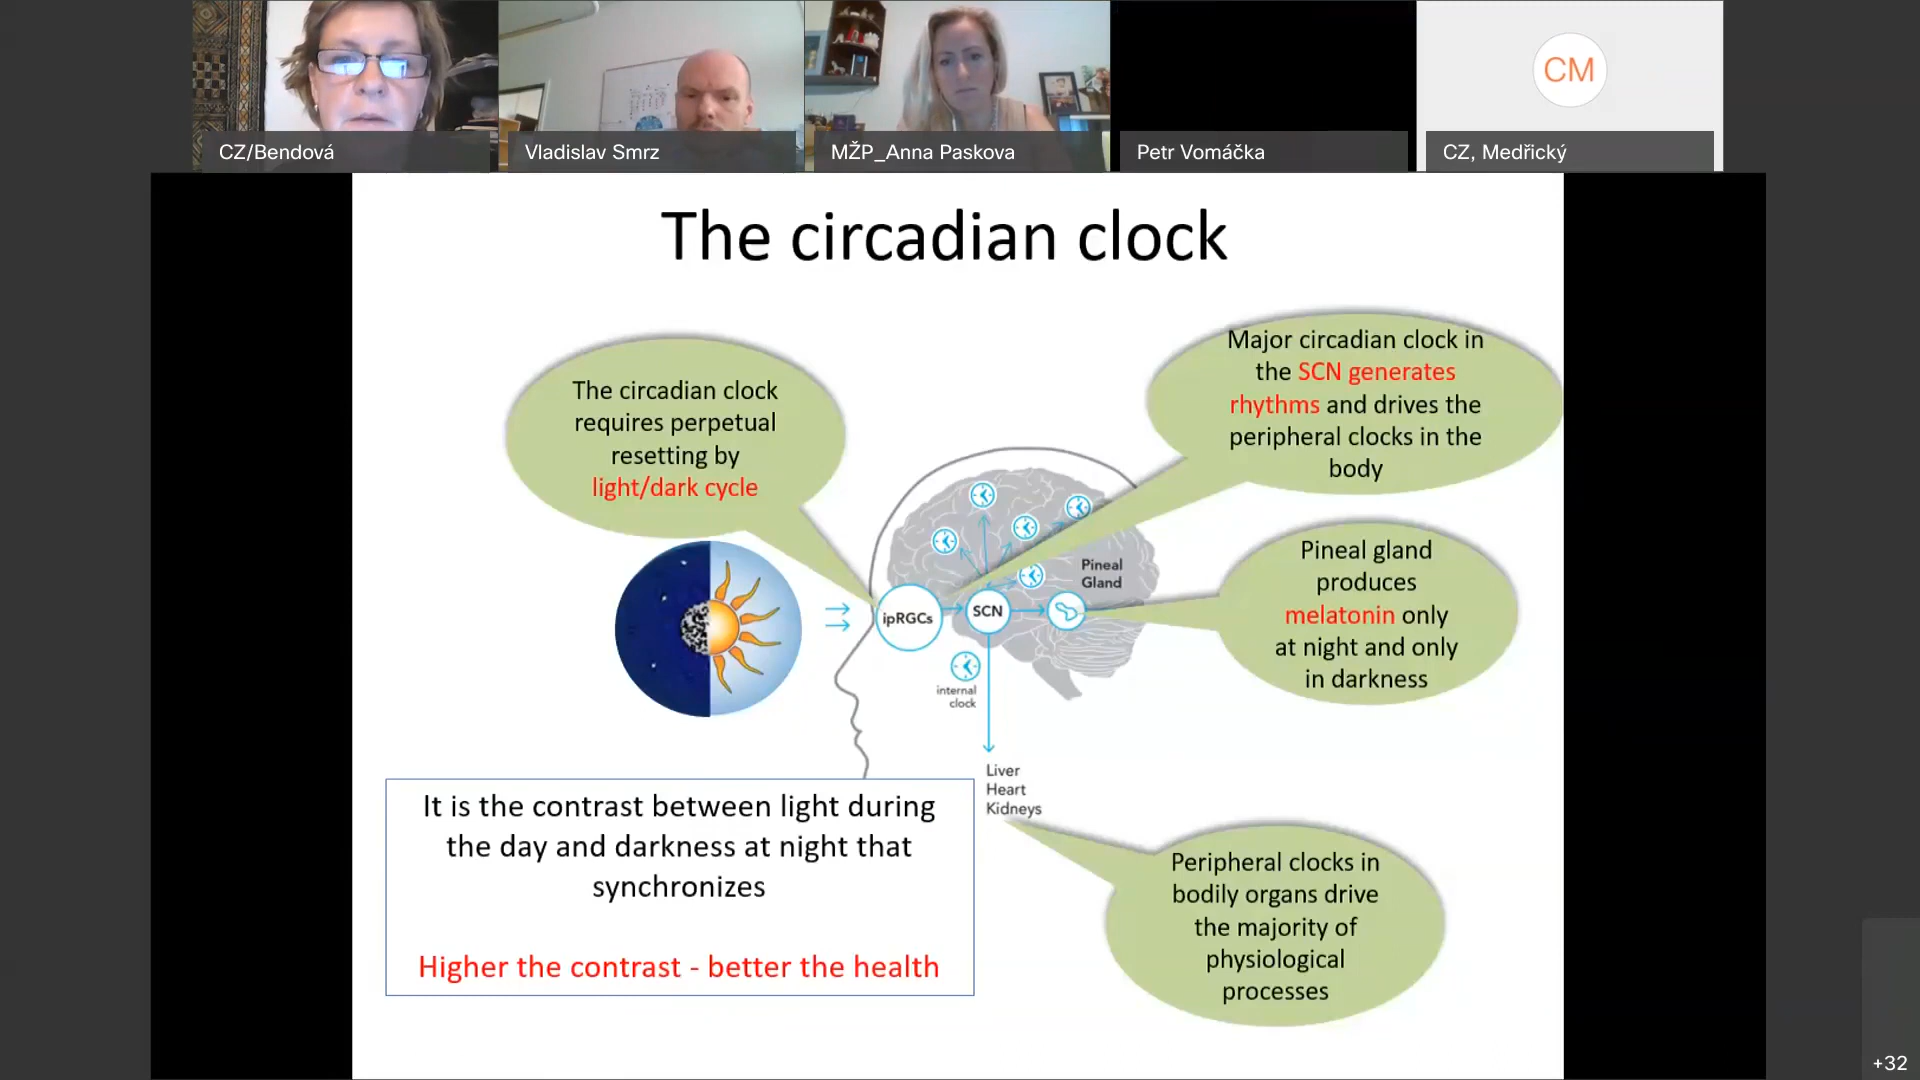 CZ/Bendová
Vladislav Smrz
MŽP_Anna Paskova
Petr Vomáčka
CM
CZ, Medřický
The circadian clock
The circadian clock
requires perpetual
resetting by
light/dark cycle
Major circadian clock in
the SCN generates
rhythms and drives the
peripheral clocks in the
body
Pineal
Gland
ipRGCs
SCN
internal
clock
Pineal gland
produces
melatonin only
at night and only
in darkness
Liver
Heart
Kidneys
It is the contrast between light during
the day and darkness at night that
synchronizes
Higher the contrast - better the health
Peripheral clocks in
bodily organs drive
the majority of
physiological
processes
+32